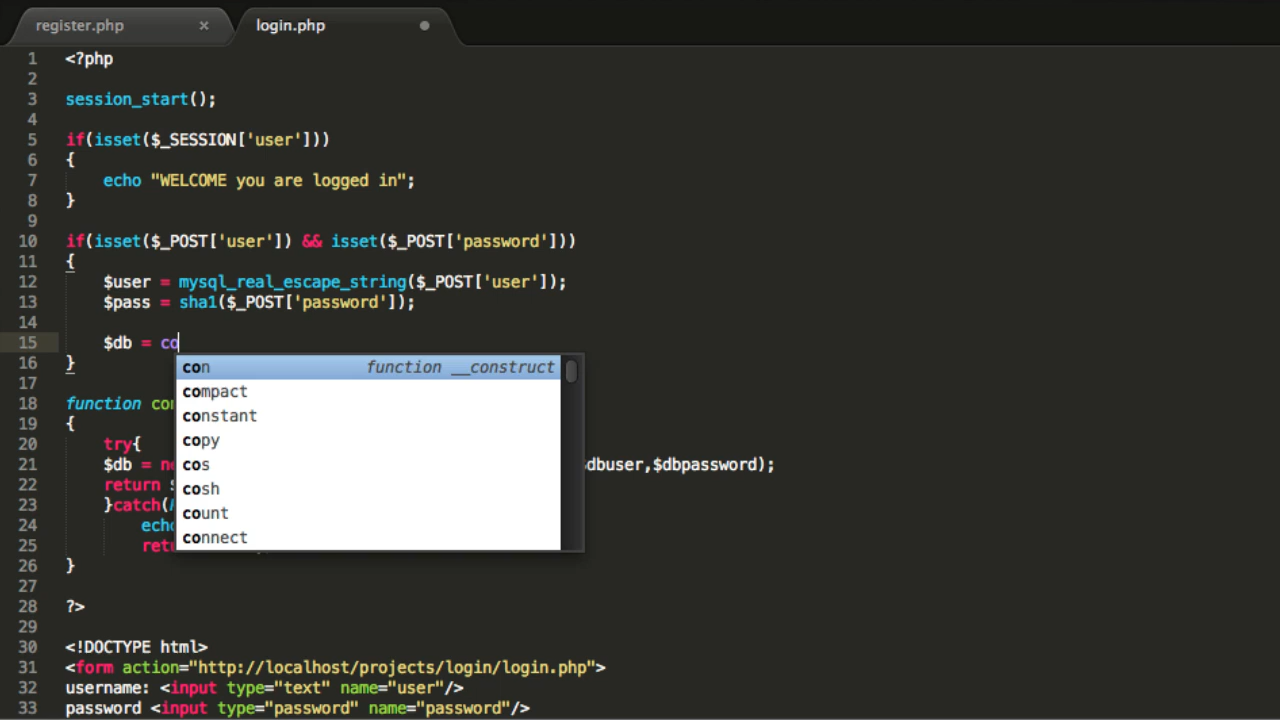 register.php × login.php
1 <?php
2
3 session_start();
4
5 if(isset($_SESSION['user']))
6 {
7 echo "WELCOME you are logged in";
8 }
9
10 if(isset($_POST['user']) && isset($_POST['password']))
11 {
12 $user = mysql_real_escape_string($_POST['user']);
13 $pass = sha1($_POST['password']);
14
15 $db = co
16 }
con function __construct
compact
constant
copy
cos
cosh
count
connect
17
18 function co
19 {
20 try{
21 $db = ne dbuser,$dbpassword);
22 return
23 }catch(
24 echo
25 ret
26 }
27
28 ?>
29
30 <!DOCTYPE html>
31 <form action="http://localhost/projects/login/login.php">
32 username: <input type="text" name="user"/>
33 password <input type="password" name="password"/>